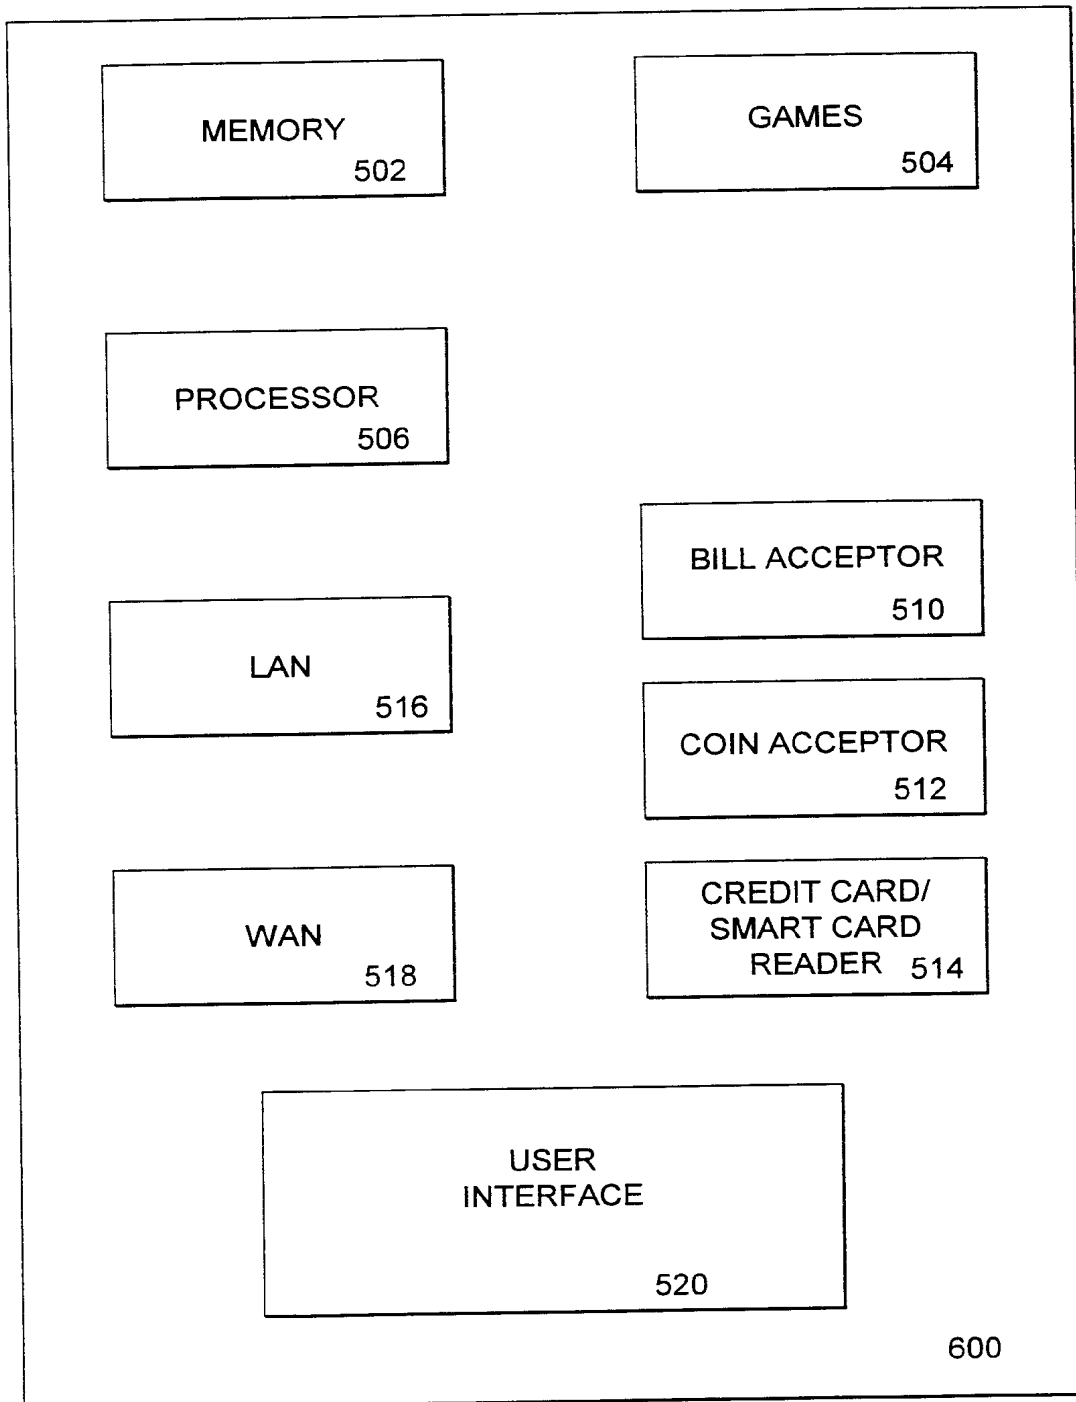 MEMORY
502
GAMES
504
PROCESSOR
506
BILL ACCEPTOR
510
LAN
516
COIN ACCEPTOR
512
WAN
518
CREDIT CARD/
SMART CARD
READER 514
USER
INTERFACE
520
600